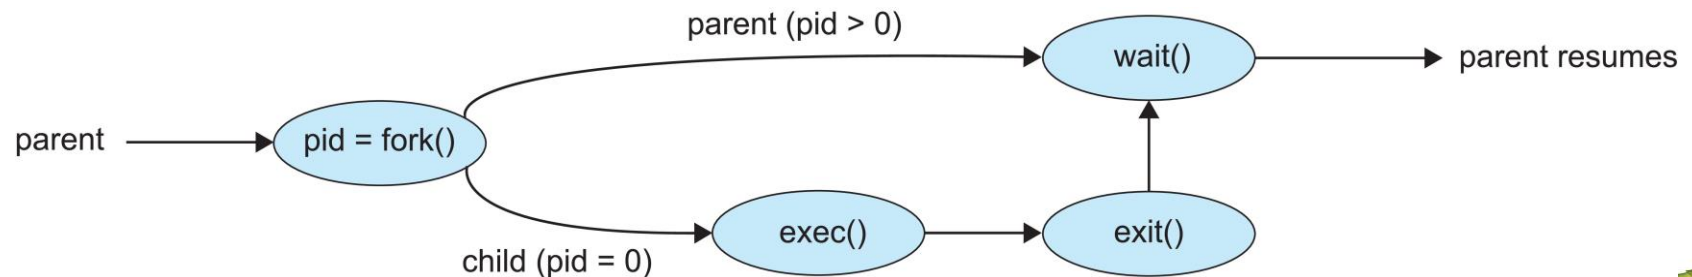 parent (pid > 0)
wait()
parent resumes
parent
pid = fork()
exec()
exit()
child (pid = 0)